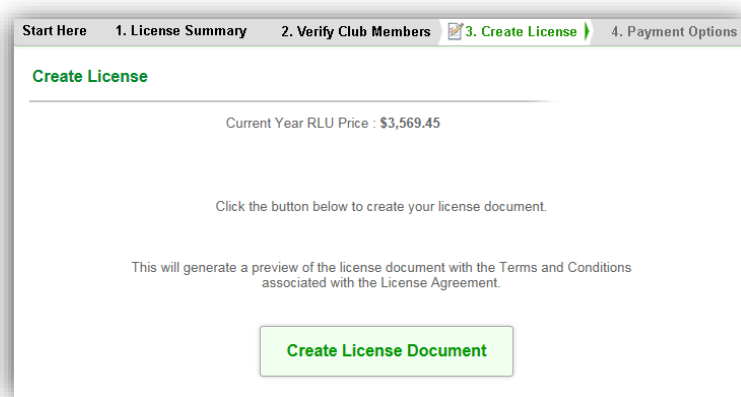 Start Here 1. License Summary 2. Verify Club Members 3. Create License 4. Payment Options
Create License
Current Year RLU Price : $3,569.45
Click the button below to create your license document.
This will generate a preview of the license document with the Terms and Conditions
associated with the License Agreement.
Create License Document